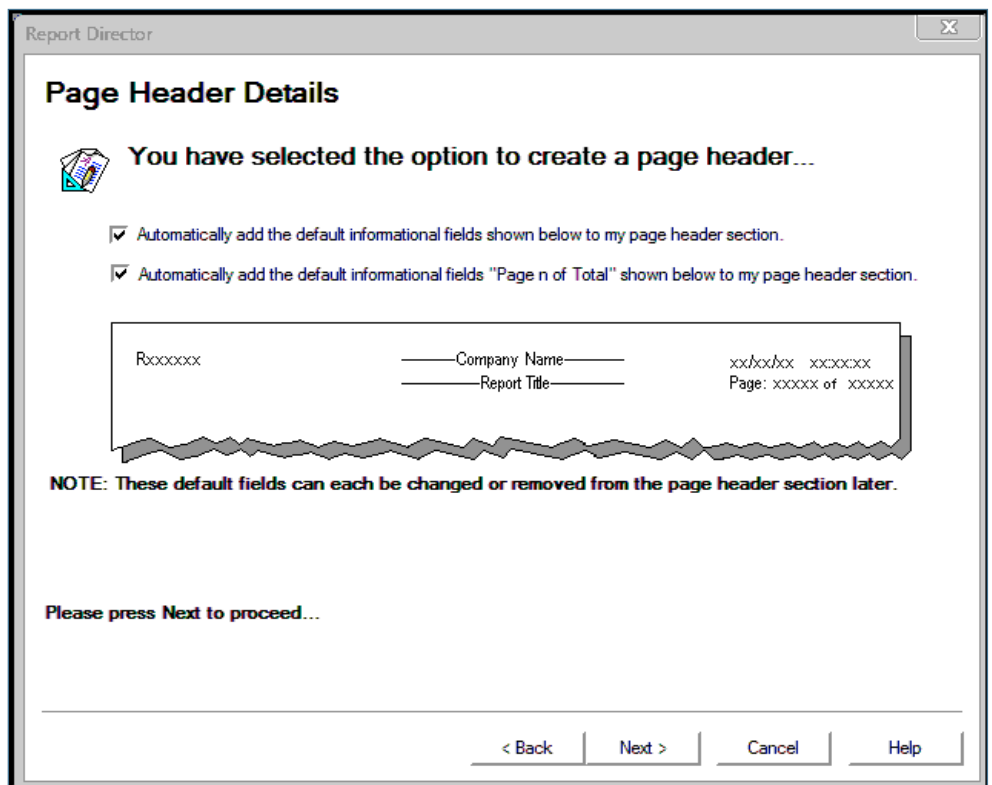 Report Director
Page Header Details
You have selected the option to create a page header...
Automatically add the default informational fields shown below to my page header section.
Automatically add the default informational fields "Page n of Total" shown below to my page header section.
Rxxxxxx Company Name xx/xx/xx xx:xx:xx
Report Title Page: xxxxx of xxxxx
NOTE: These default fields can each be changed or removed from the page header section later.
Please press Next to proceed...
< Back Next > Cancel Help